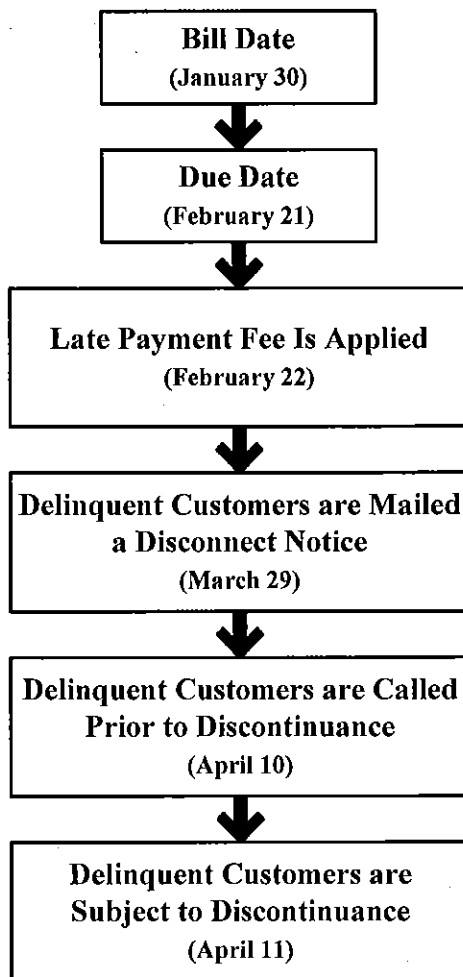 Bill Date
(January 30)
Due Date
(February 21)
Late Payment Fee Is Applied
(February 22)
Delinquent Customers are Mailed
a Disconnect Notice
(March 29)
Delinquent Customers are Called
Prior to Discontinuance
(April 10)
Delinquent Customers are
Subject to Discontinuance
(April 11)